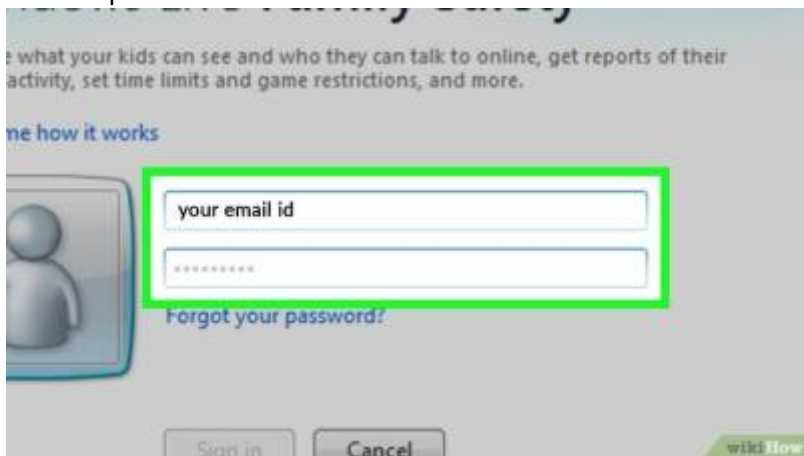 Family Safety
what your kids can see and who they can talk to online, get reports of their
activity, set time limits and game restrictions, and more.
me how it works
your email id
*********
Forgot your password?
Sign in Cancel
wikiHow